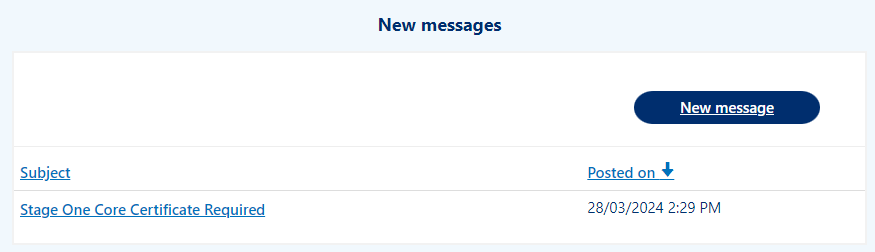 New messages
New message
Subject Posted on
Stage One Core Certificate Required 28/03/2024 2:29 PM